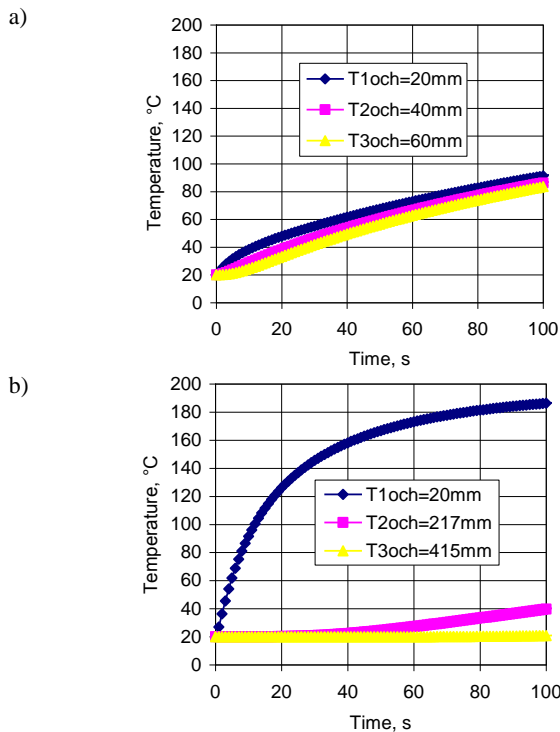 a)
200
180
160
140
120
100
80
60
40
20
0
Temperature, °C
T1och=20mm
T2och=40mm
T3och=60mm
0 20 40 60 80 100
Time, s
b)
200
180
160
140
120
100
80
60
40
20
0
Temperature, °C
T1och=20mm
T2och=217mm
T3och=415mm
0 20 40 60 80 100
Time, s